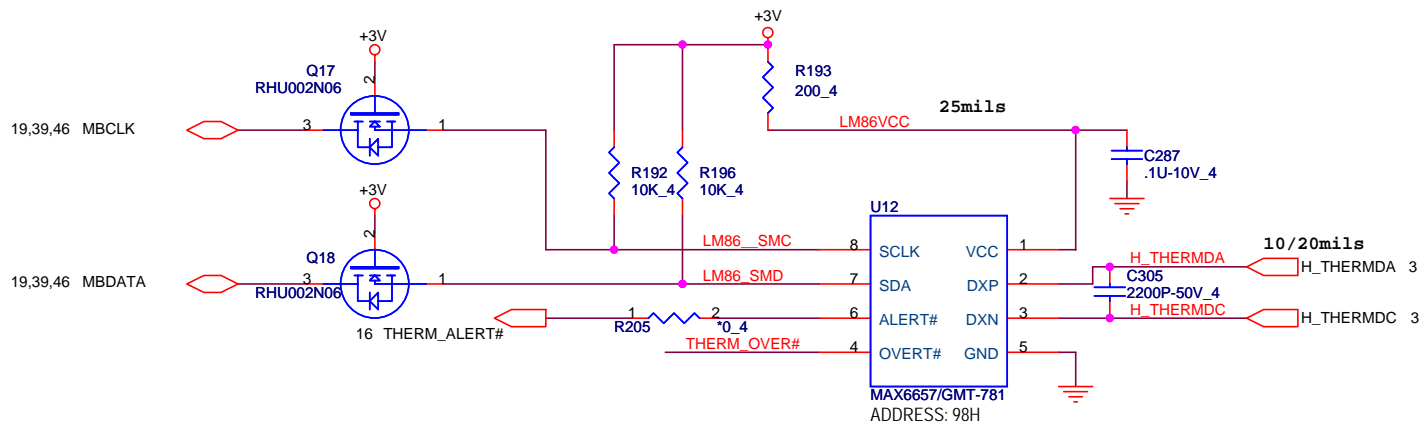 +3V
+3V
Q17
RHU002N06
2
19,39,46 MBCLK
3
1
R193
200_4
25mils
LM86VCC
C287
.1U-10V_4
R192
10K_4
R196
10K_4
+3V
2
Q18
RHU002N06
19,39,46 MBDATA
3
1
U12
LM86__SMC
8
SCLK
VCC
1
LM86_SMD
7
SDA
DXP
2
6
ALERT#
DXN
3
4
OVERT#
GND
5
10/20mils
H_THERMDA
H_THERMDA 3
C305
2200P-50V_4
H_THERMDC
H_THERMDC 3
16 THERM_ALERT#
1
R205
2
*0_4
THERM_OVER#
MAX6657/GMT-781
ADDRESS: 98H